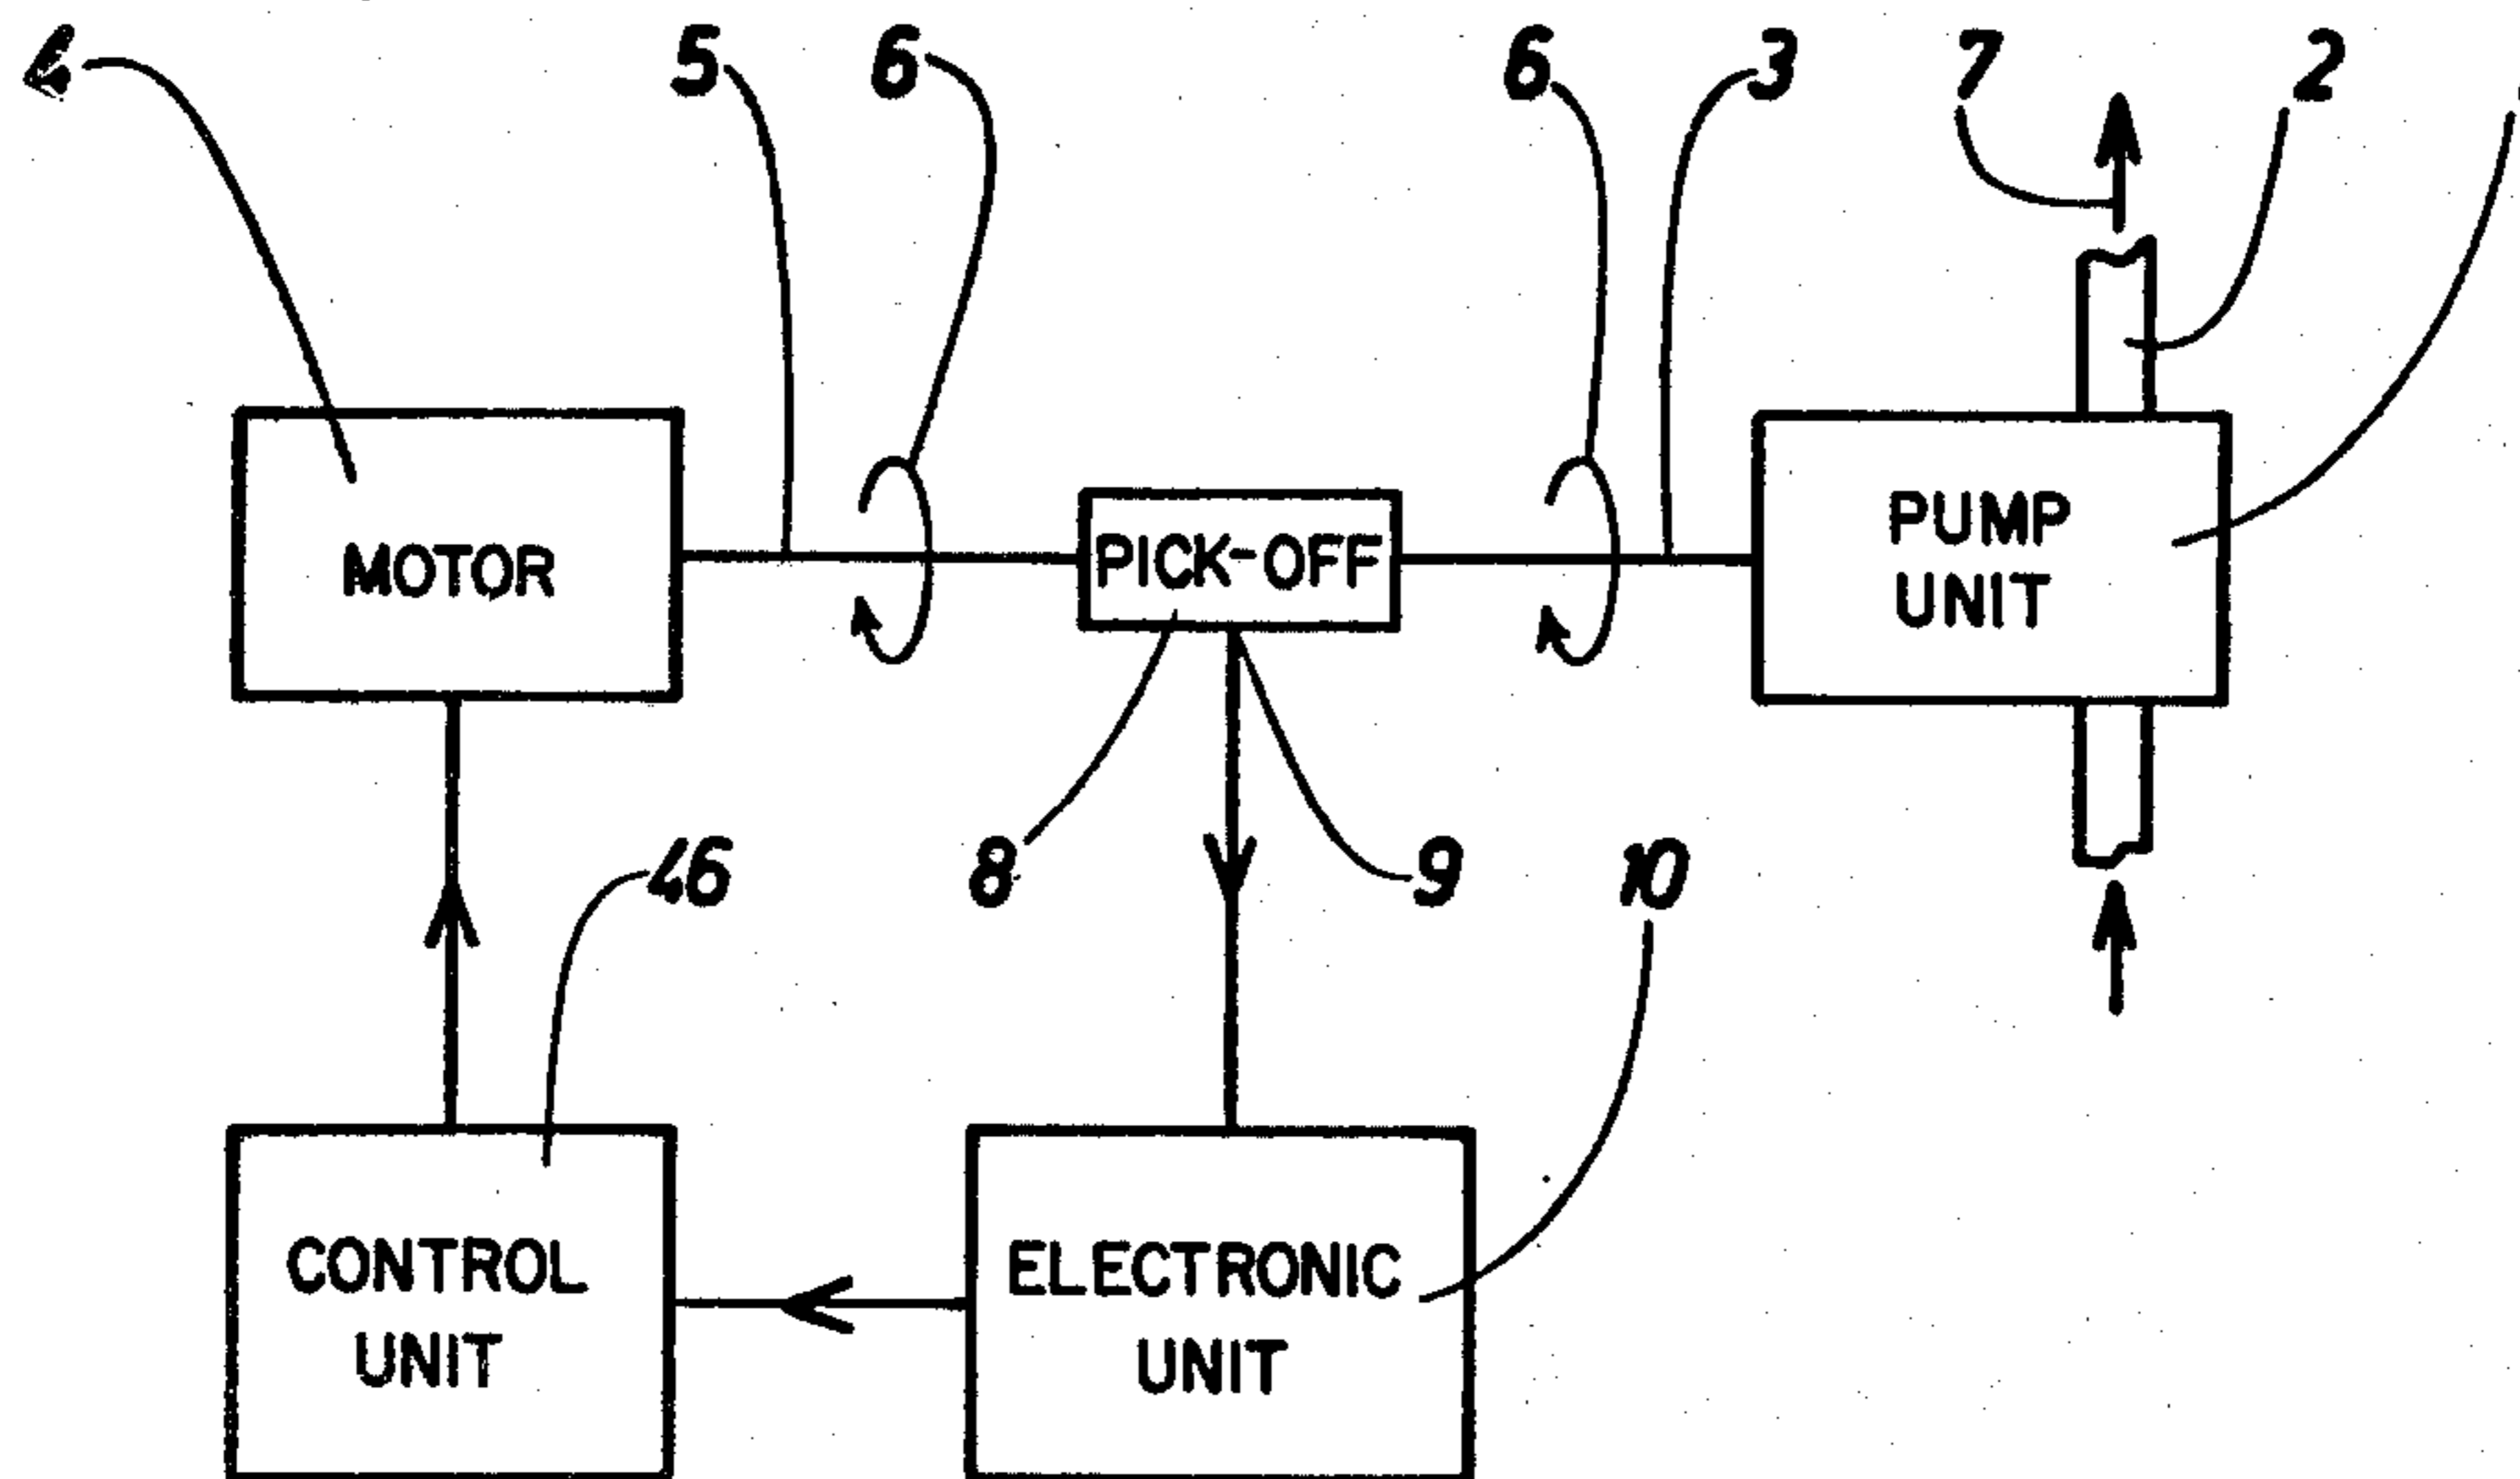 4 5 6 6 3 7 2
MOTOR
PICK-OFF
PUMP
UNIT
46 8 9 10
CONTROL
UNIT
ELECTRONIC
UNIT